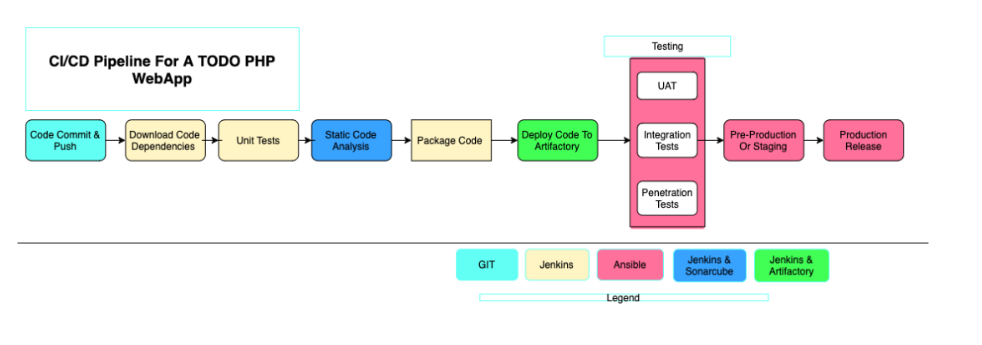 CI/CD Pipeline For A TODO PHP
WebApp
Testing
UAT
Code Commit &
Push
Download Code
Dependencies
Unit Tests
Static Code
Analysis
Package Code
Deploy Code To
Artifactory
Integration
Tests
Pre-Production
Or Staging
Production
Release
Penetration
Tests
GIT
Jenkins
Ansible
Jenkins &
Sonarcube
Jenkins &
Artifactory
Legend